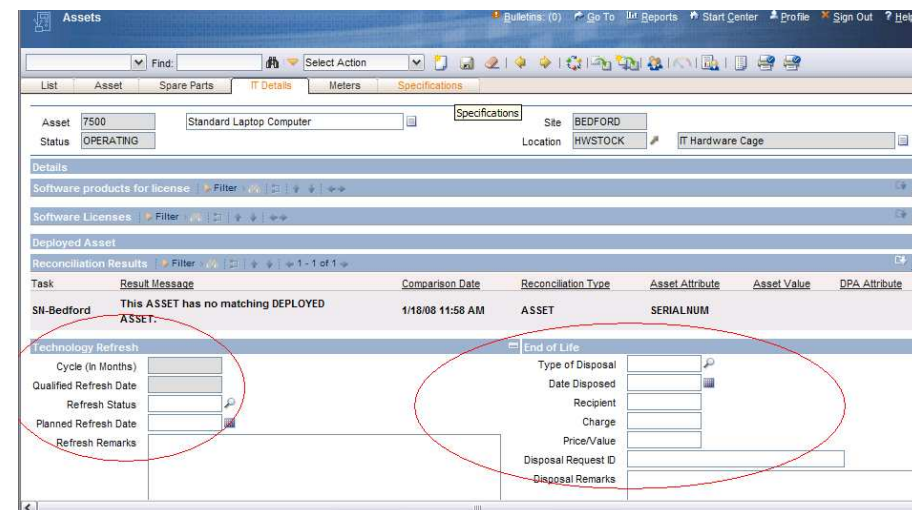 Assets
Bulletins: (0) Go To Reports Start Center Profile Sign Out ? Help
Find: Select Action
List Asset Spare Parts IT Details Meters Specifications
Specifications
Asset 7500 Standard Laptop Computer Site BEDFORD
Status OPERATING Location HWSTOCK IT Hardware Cage
Details
Software products for license Filter
Software Licenses Filter
Deployed Asset
Reconciliation Results Filter 1 - 1 of 1
Task Result Message Comparison Date Reconciliation Type Asset Attribute Asset Value DPA Attribute
SN-Bedford This ASSET has no matching DEPLOYED 1/18/08 11:58 AM ASSET SERIALNUM
ASSET.
Technology Refresh End of Life
Cycle (In Months) Type of Disposal
Qualified Refresh Date Date Disposed
Refresh Status Recipient
Planned Refresh Date Charge
Refresh Remarks Price/Value
Disposal Request ID
Disposal Remarks